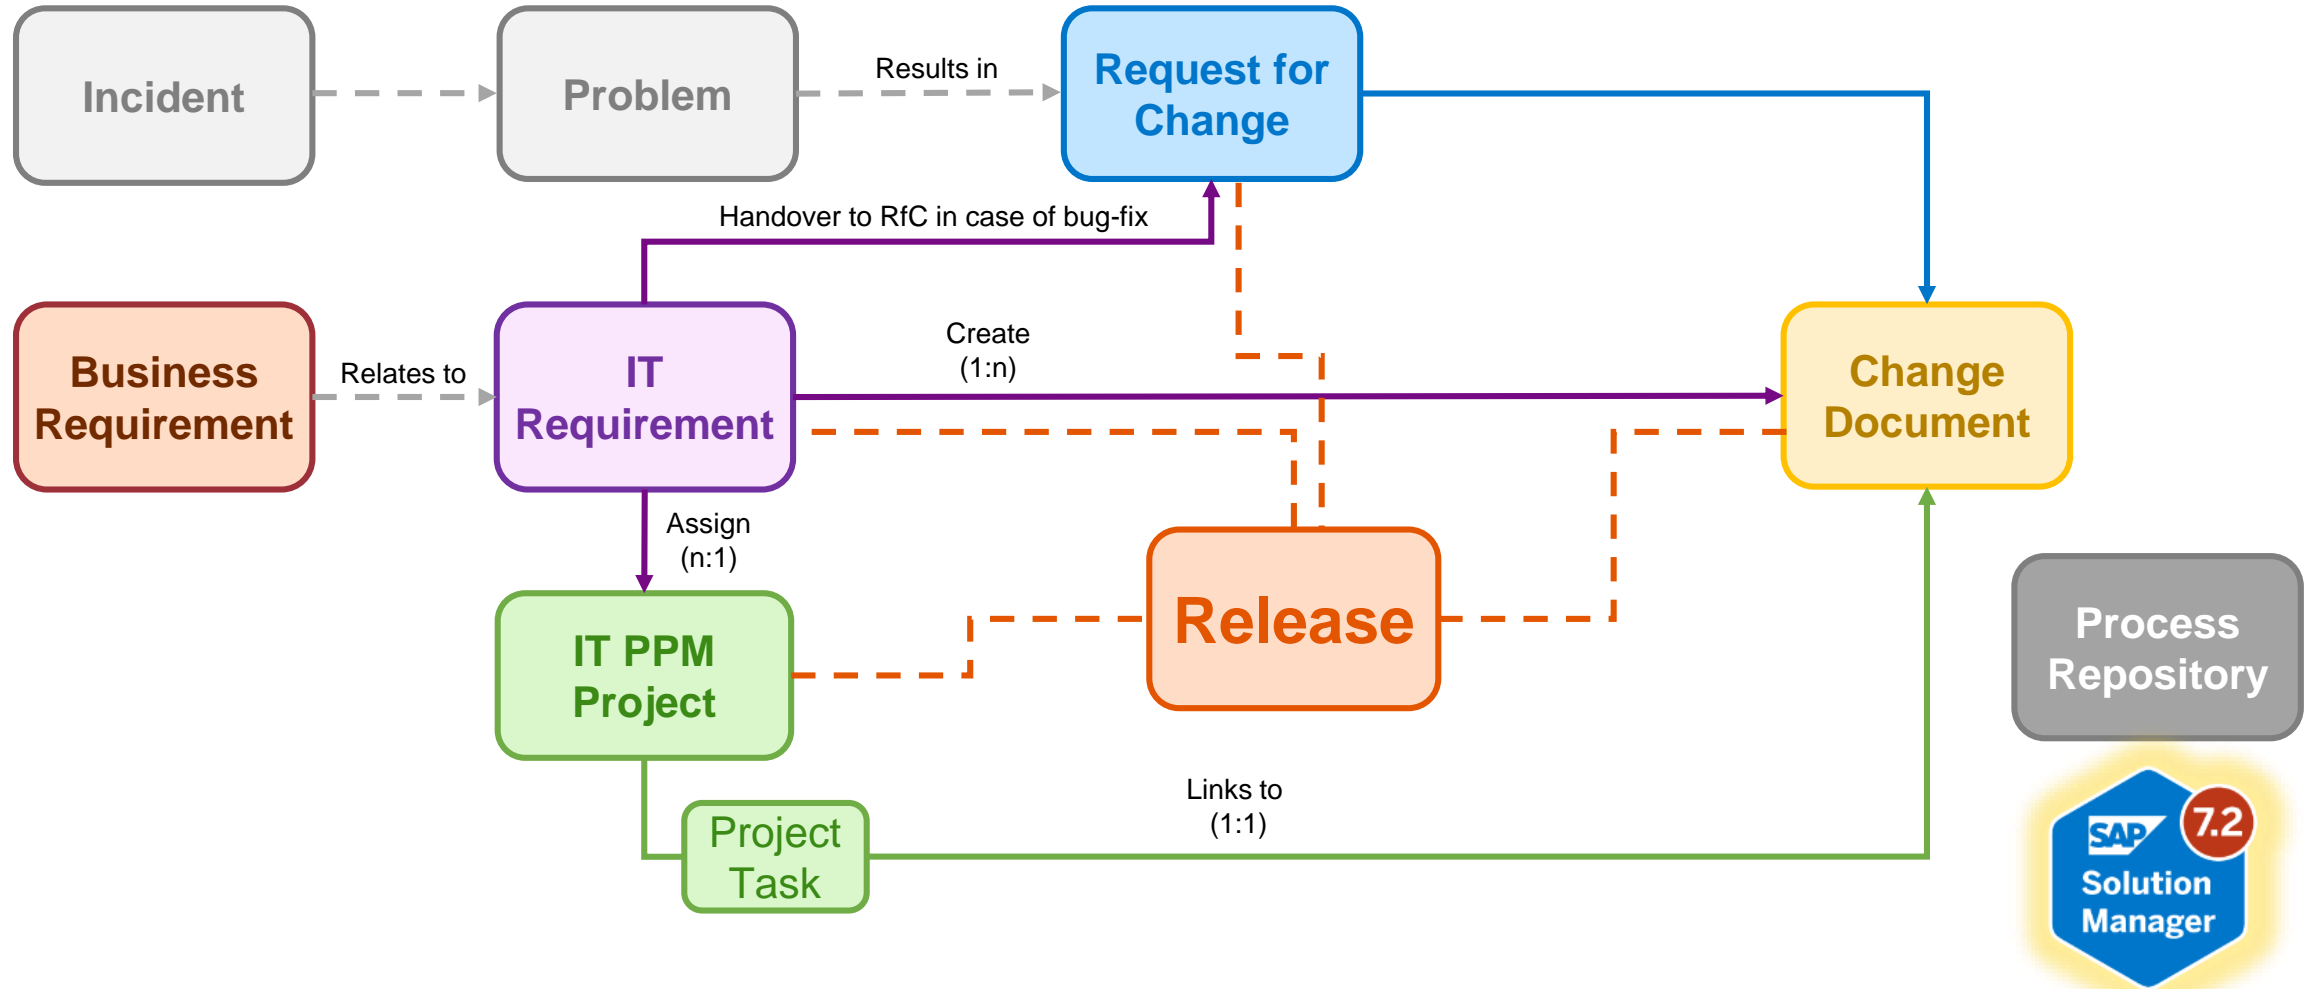 Incident
Problem
Results in
Request for
Change
Handover to RfC in case of bug-fix
Business
Requirement
Relates to
IT
Requirement
Create
(1:n)
Change
Document
Assign
(n:1)
IT PPM
Project
Release
Process
Repository
Project
Task
Links to
(1:1)
SAP
7.2
Solution
Manager